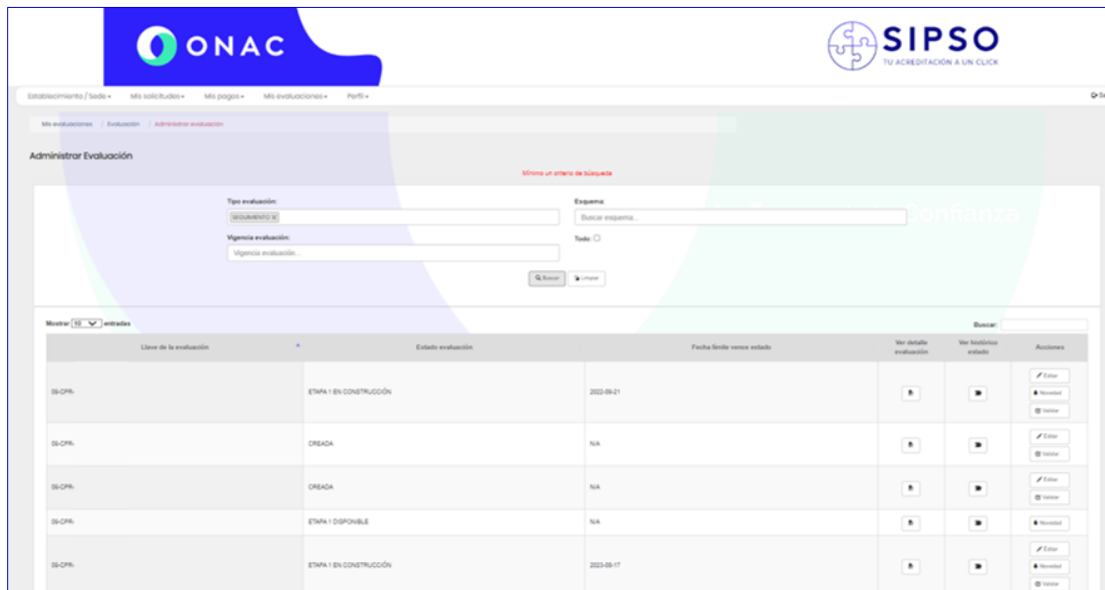 ONAC
SIPSO
TU ACREDITACIÓN A UN CLICK
Establecimiento / Sede Mis solicitudes Mis pagos Mis evaluaciones Perfil
Mis evaluaciones / Evaluación / Administrar evaluación
Administrar Evaluación
Mínimo un criterio de búsqueda
Tipo evaluación: Esquema:
SEGUIMIENTO X Buscar esquema...
Confianza
Vigencia evaluación: Todo:
Vigencia evaluación...
Buscar Limpiar
Mostrar 10 entradas Buscar:
Llave de la evaluación Estado evaluación Fecha límite vence estado Ver detalle evaluación Ver histórico estado Acciones
09-CPR- ETAPA 1 EN CONSTRUCCIÓN 2022-09-21 Editar
Novedad
Validar
09-CPR- CREADA N/A Editar
Validar
09-CPR- CREADA N/A Editar
Validar
09-CPR- ETAPA 1 DISPONIBLE N/A Novedad
09-CPR- ETAPA 1 EN CONSTRUCCIÓN 2023-09-17 Editar
Novedad
Validar